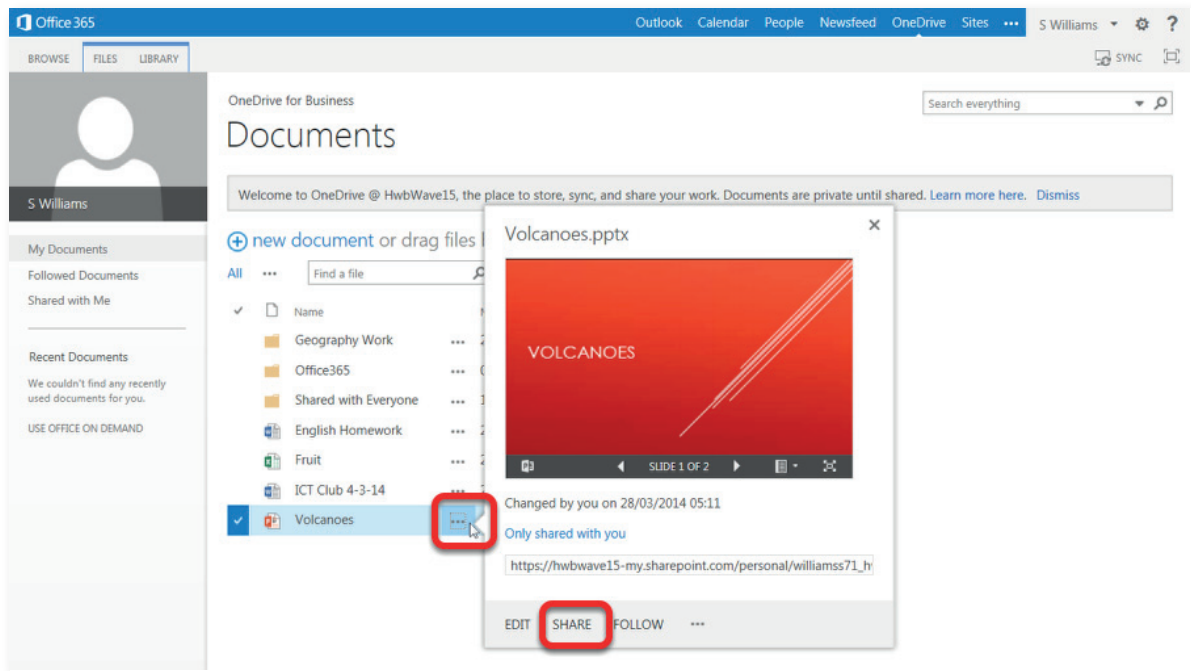 Office 365
Outlook Calendar People Newsfeed OneDrive Sites ••• S Williams ?
BROWSE FILES LIBRARY
SYNC
S Williams
My Documents
Followed Documents
Shared with Me
Recent Documents
We couldn't find any recently
used documents for you.
USE OFFICE ON DEMAND
OneDrive for Business
Search everything
Documents
Welcome to OneDrive @ HwbWave15, the place to store, sync, and share your work. Documents are private until shared. Learn more here. Dismiss
new document or drag files
All ••• Find a file
Name
Geography Work •••
Office365 •••
Shared with Everyone •••
English Homework •••
Fruit •••
ICT Club 4-3-14 •••
Volcanoes •••
Volcanoes.pptx
VOLCANOES
SLIDE 1 OF 2
Changed by you on 28/03/2014 05:11
Only shared with you
https://hwbwave15-my.sharepoint.com/personal/williamss71_h
EDIT SHARE FOLLOW •••